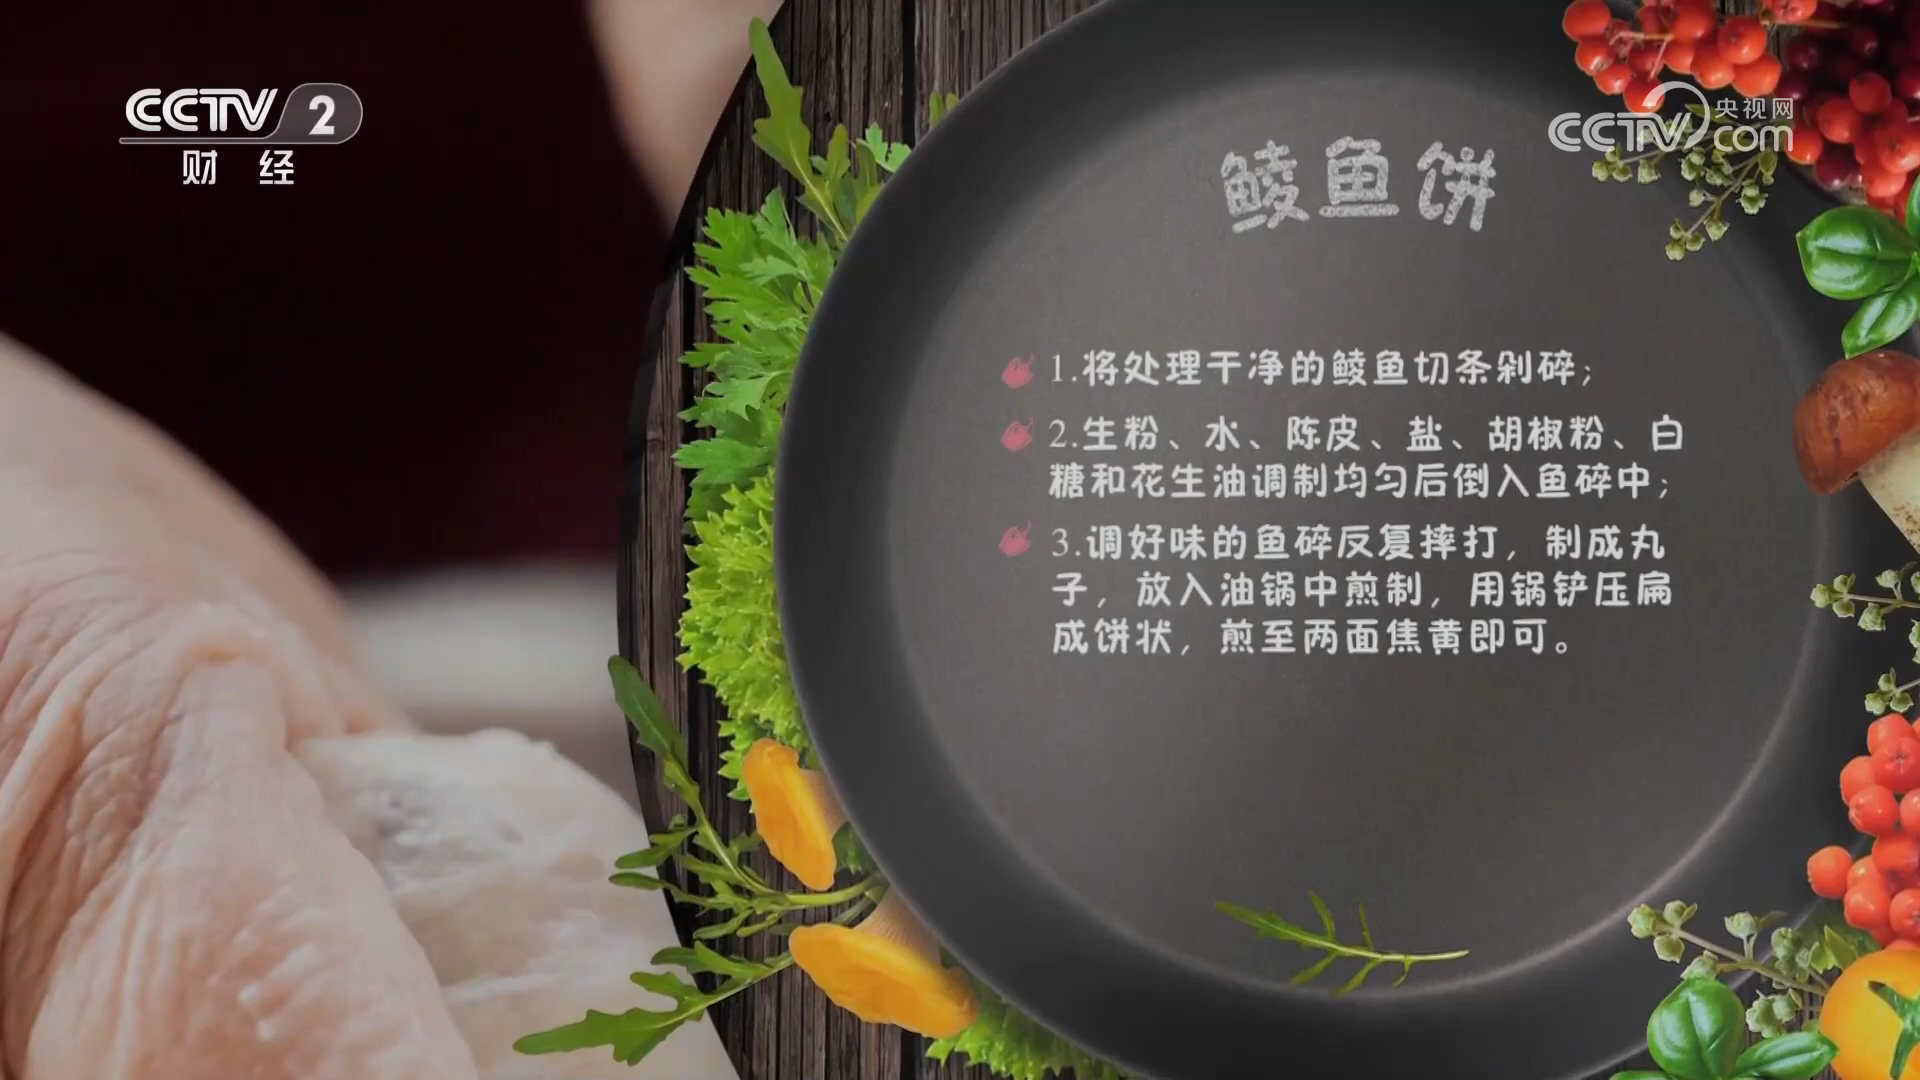 CCTV 2
财 经
央视网
CCTV.com
鲮鱼饼
1.将处理干净的鲮鱼切条剁碎；
2.生粉、水、陈皮、盐、胡椒粉、白
糖和花生油调制均匀后倒入鱼碎中；
3.调好味的鱼碎反复摔打，制成丸
子，放入油锅中煎制，用锅铲压扁
成饼状，煎至两面焦黄即可。